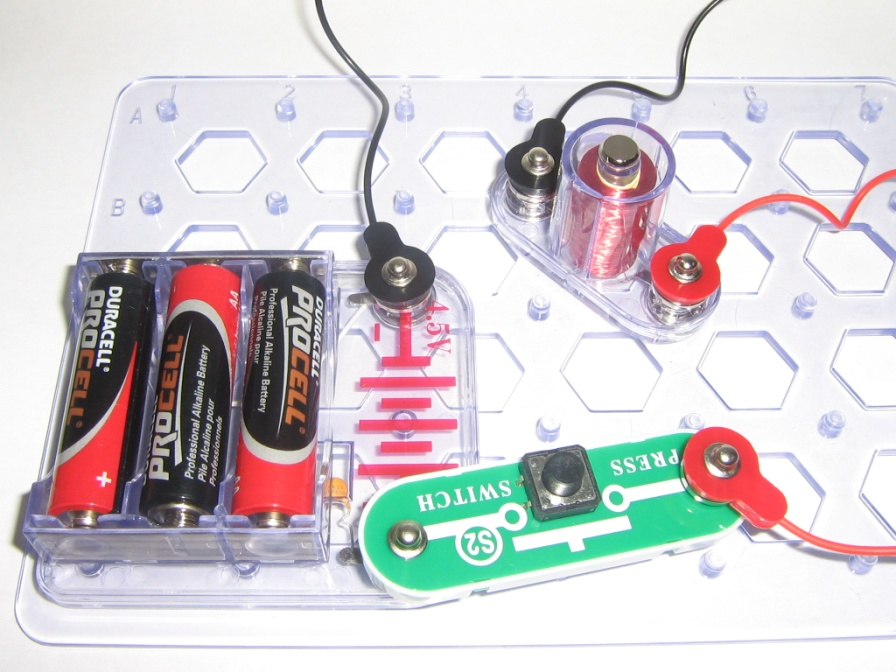 1 2 3 4 6 7
A
B
DURACELL®
PROCELL®
+
AA
PROCELL
Professional Alkaline Battery
Pile Alcaline pour
Professionnels
DURACELL®
PROCELL®
Professional Alkaline Battery
Pile Alcaline pour
4.5V
-
PRESS
SWITCH
S2